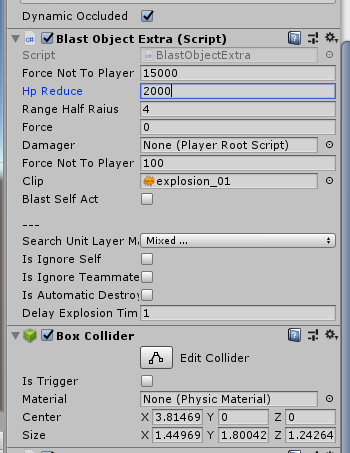 Dynamic Occluded
Blast Object Extra (Script)
Script BlastObjectExtra
Force Not To Player 15000
Hp Reduce 2000
Range Half Raius 4
Force 0
Damager None (Player Root Script)
Force Not To Player 100
Clip explosion_01
Blast Self Act
---
Search Unit Layer Ma Mixed ...
Is Ignore Self
Is Ignore Teammate
Is Automatic Destroy
Delay Explosion Tim 1
Box Collider
Edit Collider
Is Trigger
Material None (Physic Material)
Center X 3.81469 Y 0 Z 0
Size X 1.44969 Y 1.80042 Z 1.24264